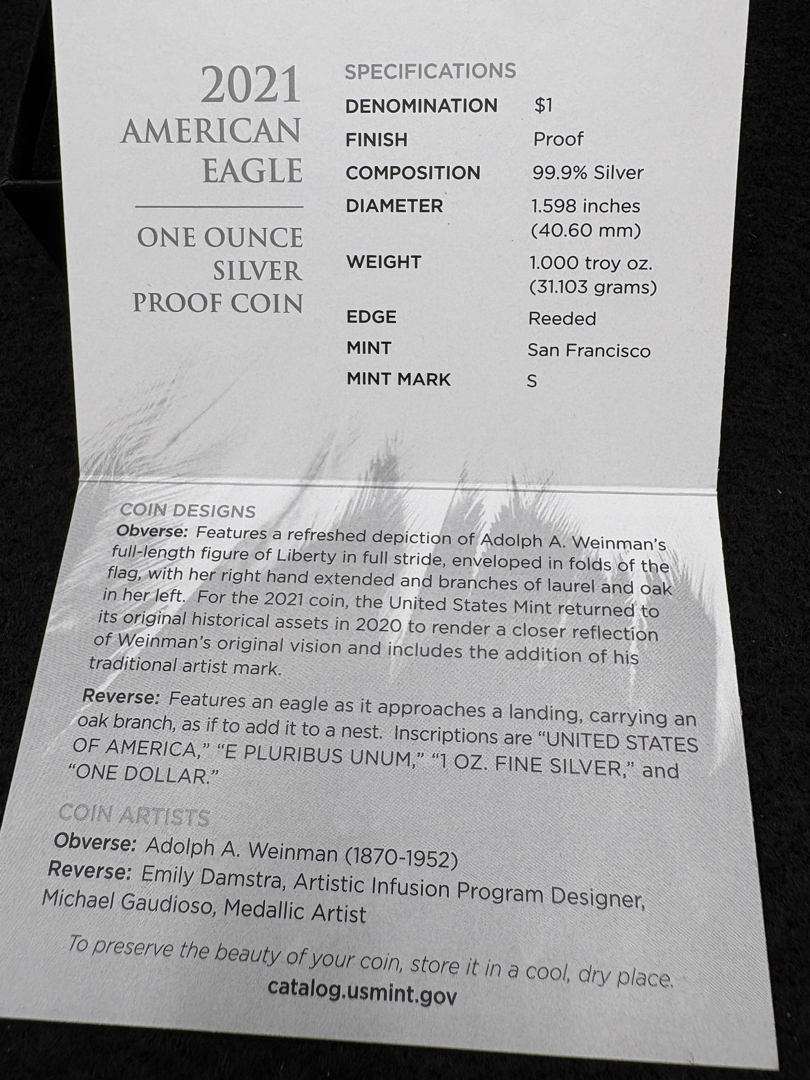 2021
AMERICAN
EAGLE
ONE OUNCE
SILVER
PROOF COIN
SPECIFICATIONS
DENOMINATION $1
FINISH Proof
COMPOSITION 99.9% Silver
DIAMETER 1.598 inches
(40.60 mm)
WEIGHT 1.000 troy oz.
(31.103 grams)
EDGE Reeded
MINT San Francisco
MINT MARK S
COIN DESIGNS
Obverse: Features a refreshed depiction of Adolph A. Weinman's
full-length figure of Liberty in full stride, enveloped in folds of the
flag, with her right hand extended and branches of laurel and oak
in her left. For the 2021 coin, the United States Mint returned to
its original historical assets in 2020 to render a closer reflection
of Weinman's original vision and includes the addition of his
traditional artist mark.
Reverse: Features an eagle as it approaches a landing, carrying an
oak branch, as if to add it to a nest. Inscriptions are “UNITED STATES
OF AMERICA,” “E PLURIBUS UNUM,” “1 OZ. FINE SILVER,” and
“ONE DOLLAR.”
COIN ARTISTS
Obverse: Adolph A. Weinman (1870-1952)
Reverse: Emily Damstra, Artistic Infusion Program Designer,
Michael Gaudioso, Medallic Artist
To preserve the beauty of your coin, store it in a cool, dry place.
catalog.usmint.gov